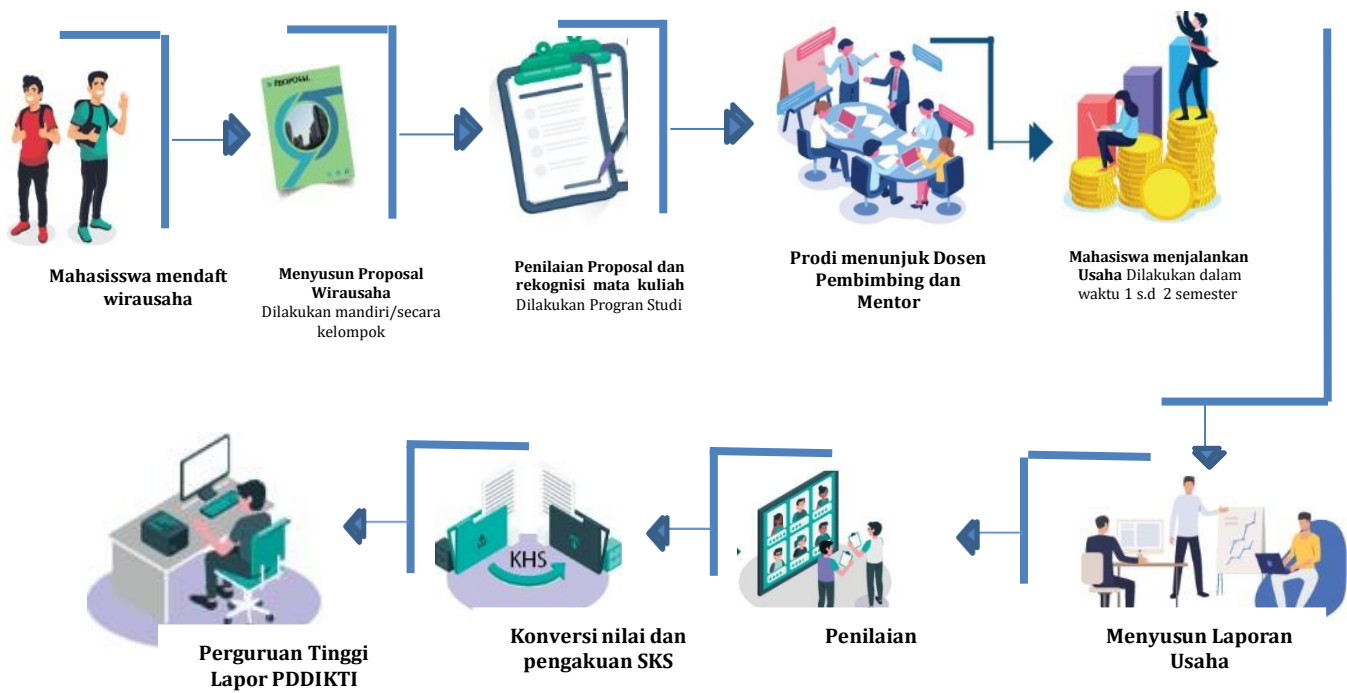 PROPOSAL
Mahasisswa mendaft
wirausaha
Menyusun Proposal
Wirausaha
Dilakukan mandiri/secara
kelompok
Penilaian Proposal dan
rekognisi mata kuliah
Dilakukan Progran Studi
Prodi menunjuk Dosen
Pembimbing dan
Mentor
Mahasiswa menjalankan
Usaha Dilakukan dalam
waktu 1 s.d 2 semester
Menyusun Laporan
Usaha
Penilaian
KHS
Konversi nilai dan
pengakuan SKS
Perguruan Tinggi
Lapor PDDIKTI